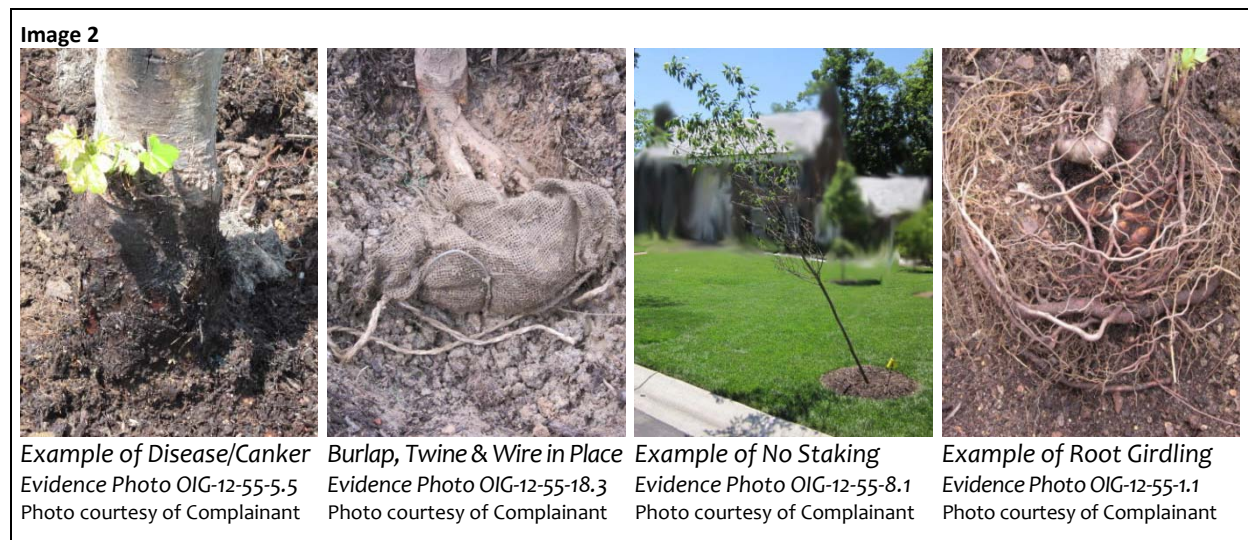 Image 2
Example of Disease/Canker
Evidence Photo OIG-12-55-5.5
Photo courtesy of Complainant
Burlap, Twine & Wire in Place
Evidence Photo OIG-12-55-18.3
Photo courtesy of Complainant
Example of No Staking
Evidence Photo OIG-12-55-8.1
Photo courtesy of Complainant
Example of Root Girdling
Evidence Photo OIG-12-55-1.1
Photo courtesy of Complainant